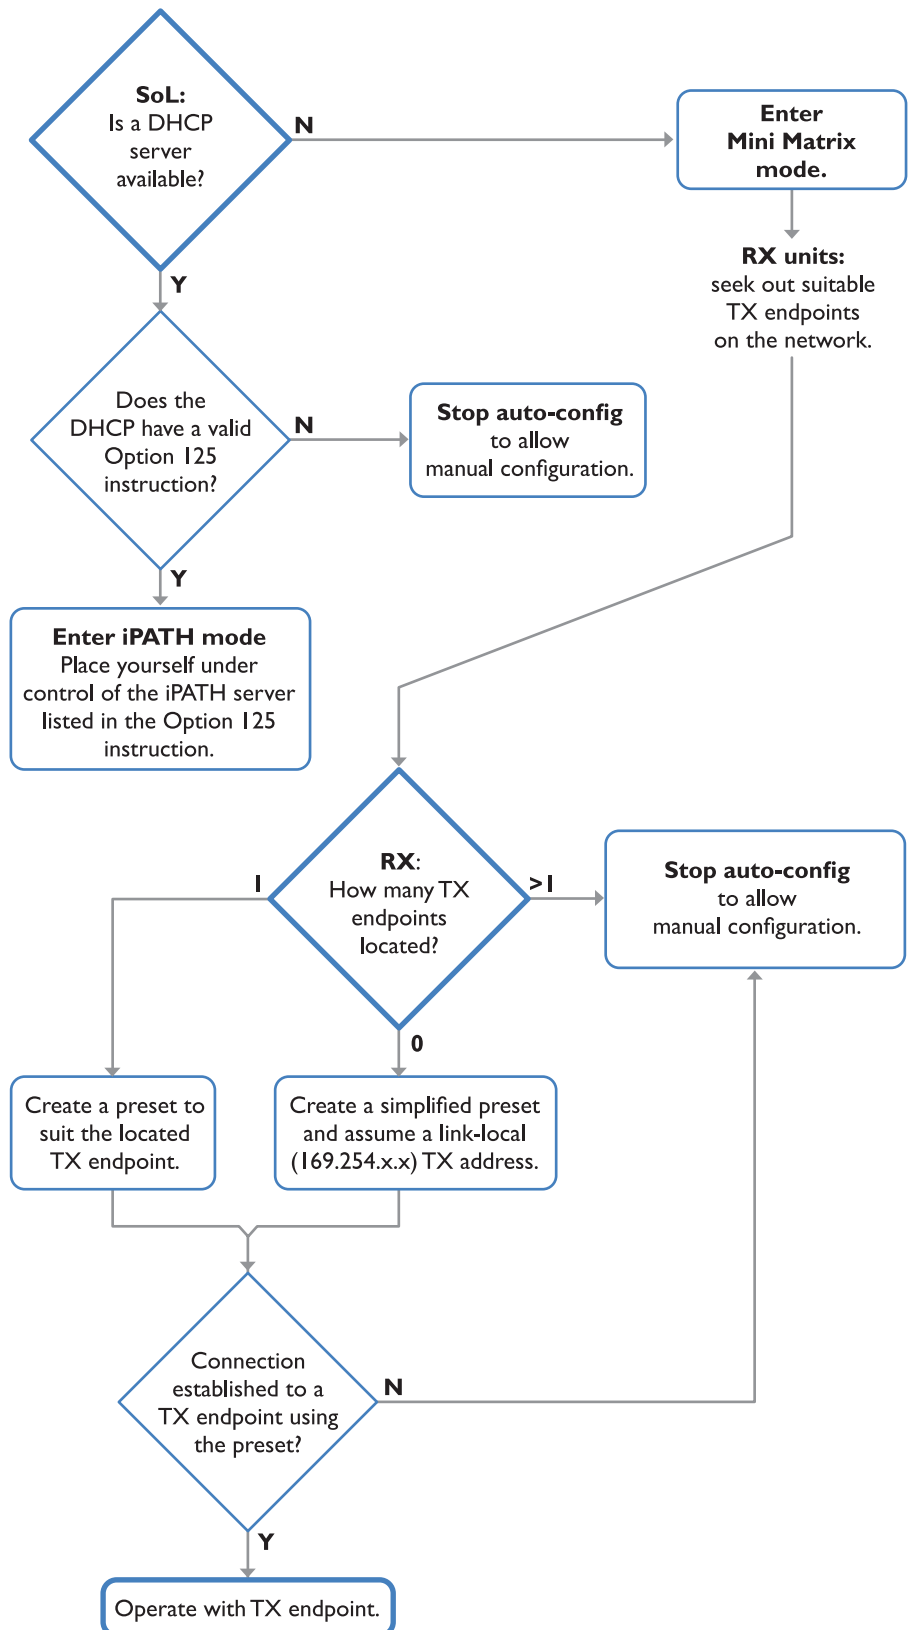 SoL:
Is a DHCP
server
available?
N
Enter
Mini Matrix
mode.
Y
RX units:
seek out suitable
TX endpoints
on the network.
Does the
DHCP have a valid
Option 125
instruction?
N
Stop auto-config
to allow
manual configuration.
Y
Enter iPATH mode
Place yourself under
control of the iPATH server
listed in the Option 125
instruction.
RX:
How many TX
endpoints
located?
1
>1
Stop auto-config
to allow
manual configuration.
0
Create a preset to
suit the located
TX endpoint.
Create a simplified preset
and assume a link-local
(169.254.x.x) TX address.
Connection
established to a
TX endpoint using
the preset?
N
Y
Operate with TX endpoint.